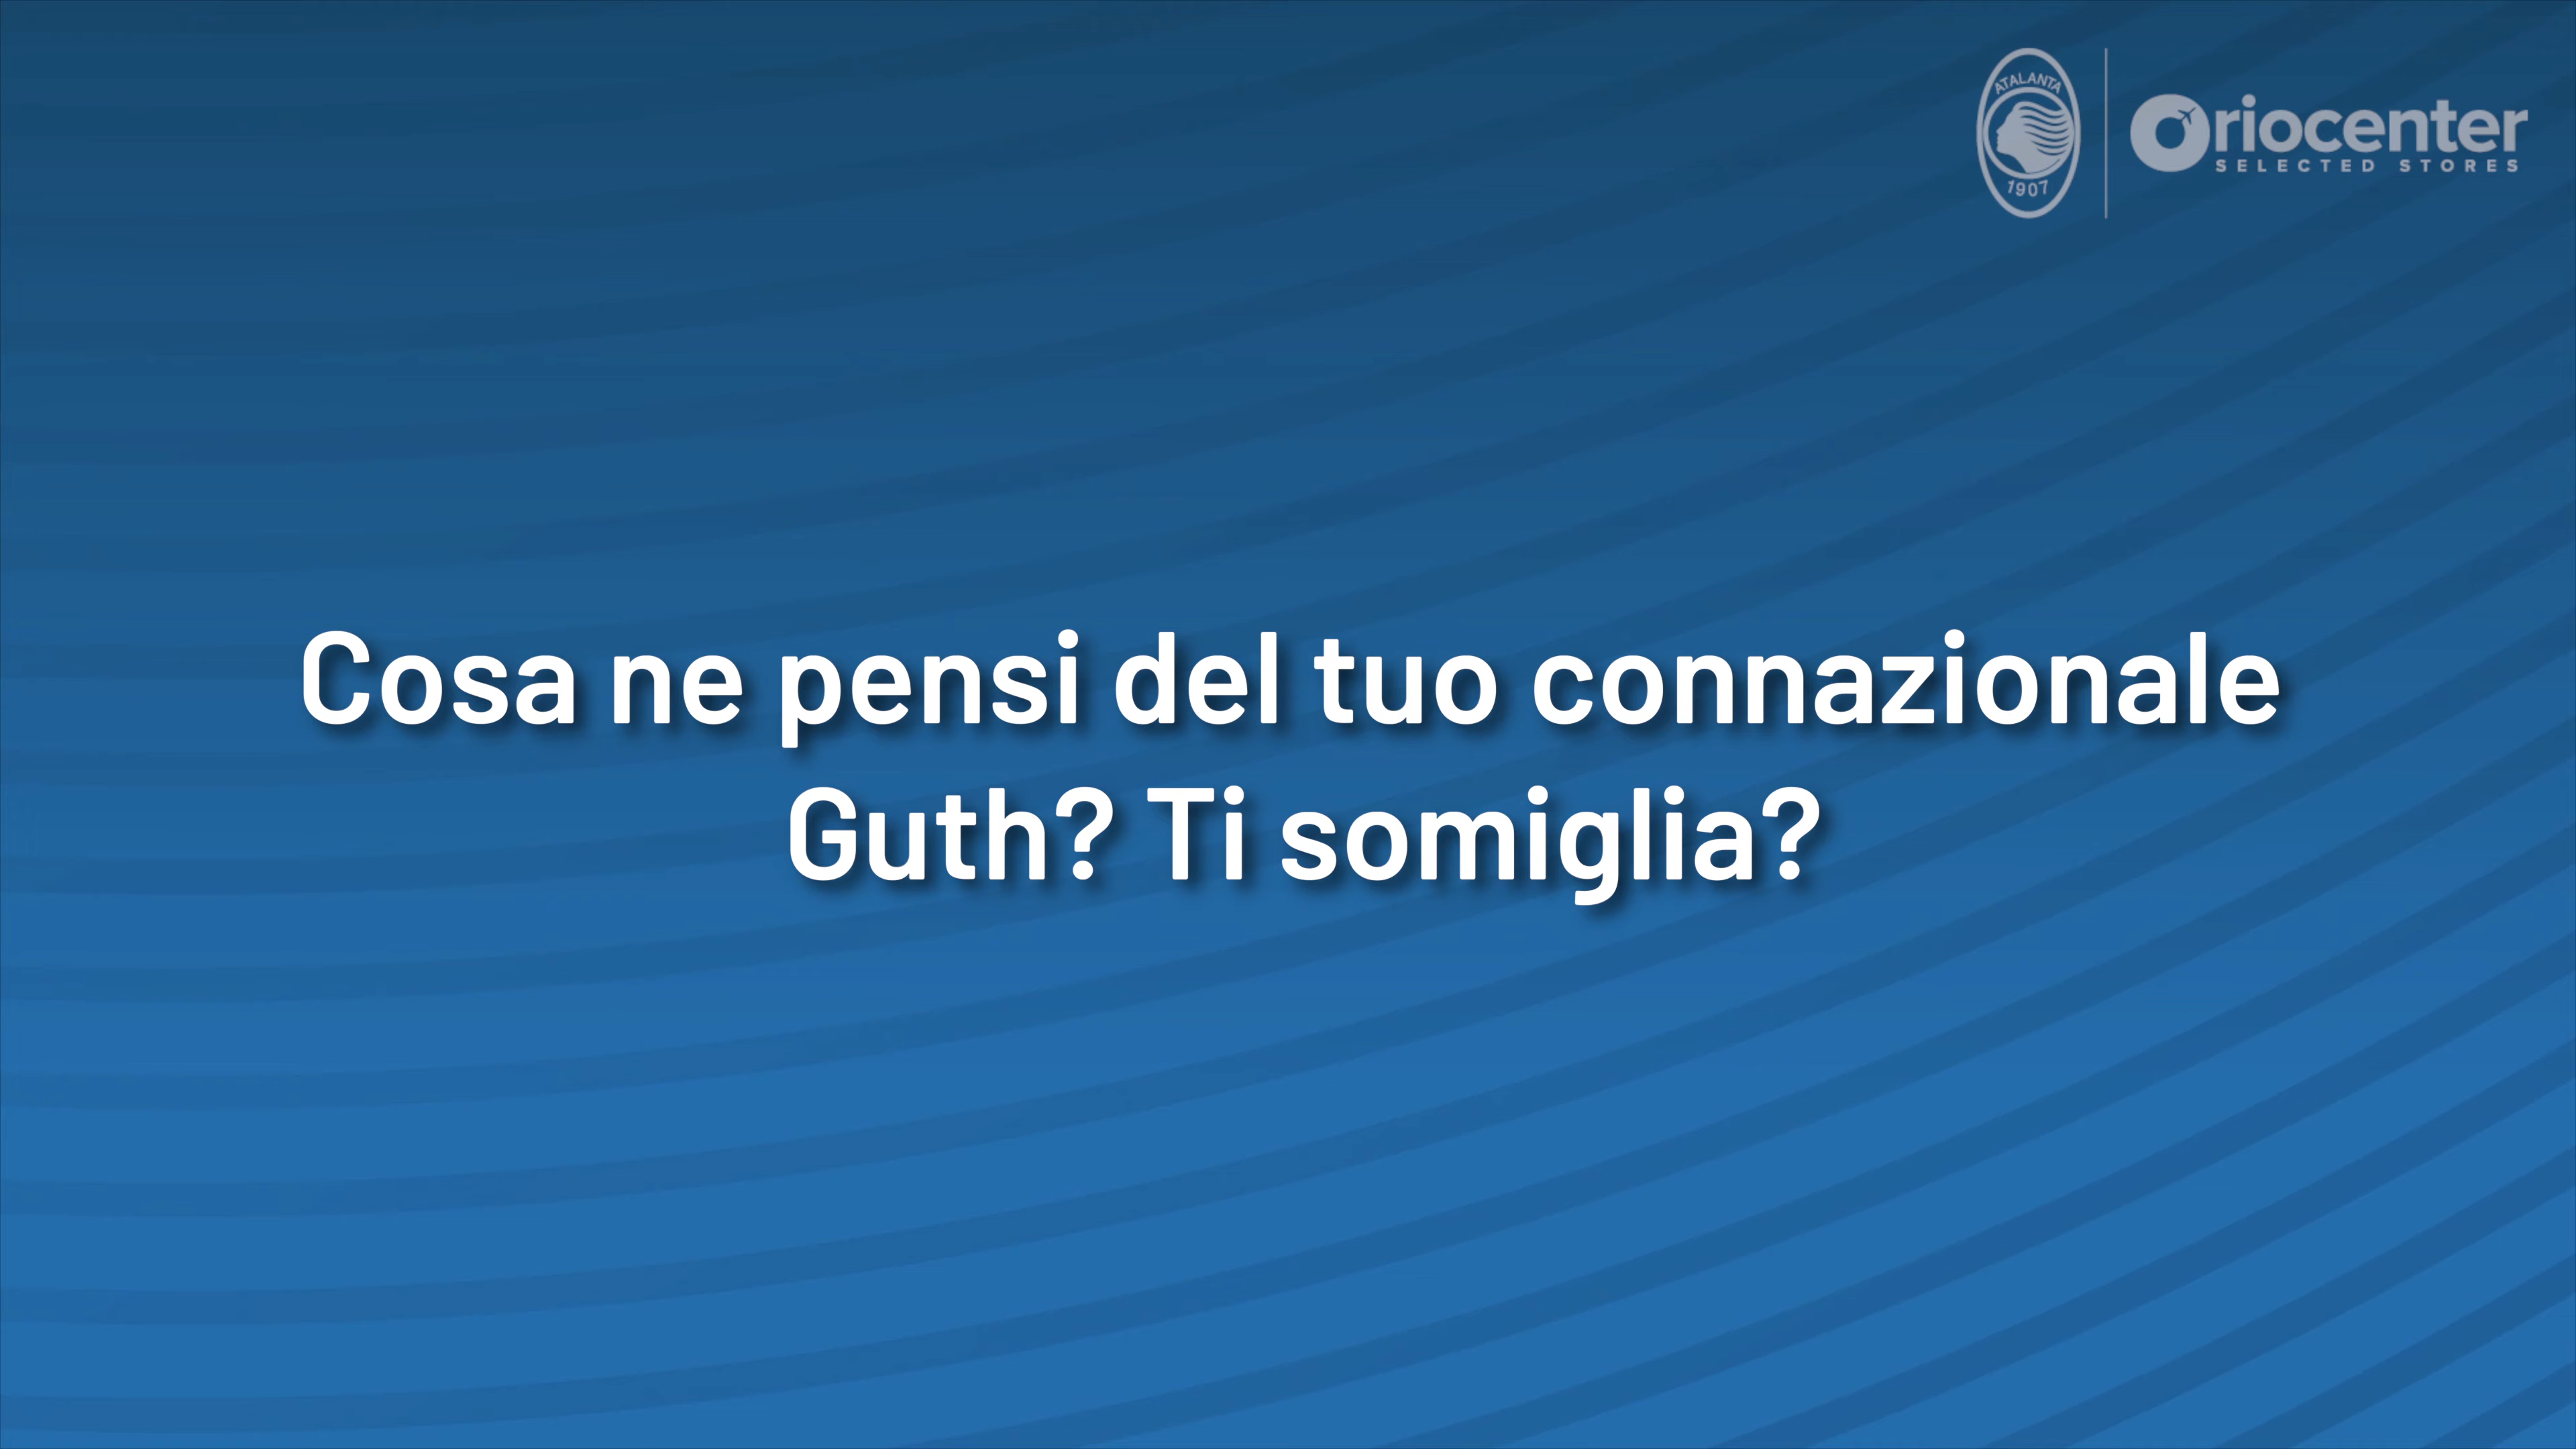 ATALANTA
1907
Oriocenter
SELECTED STORES
Cosa ne pensi del tuo connazionale
Guth? Ti somiglia?